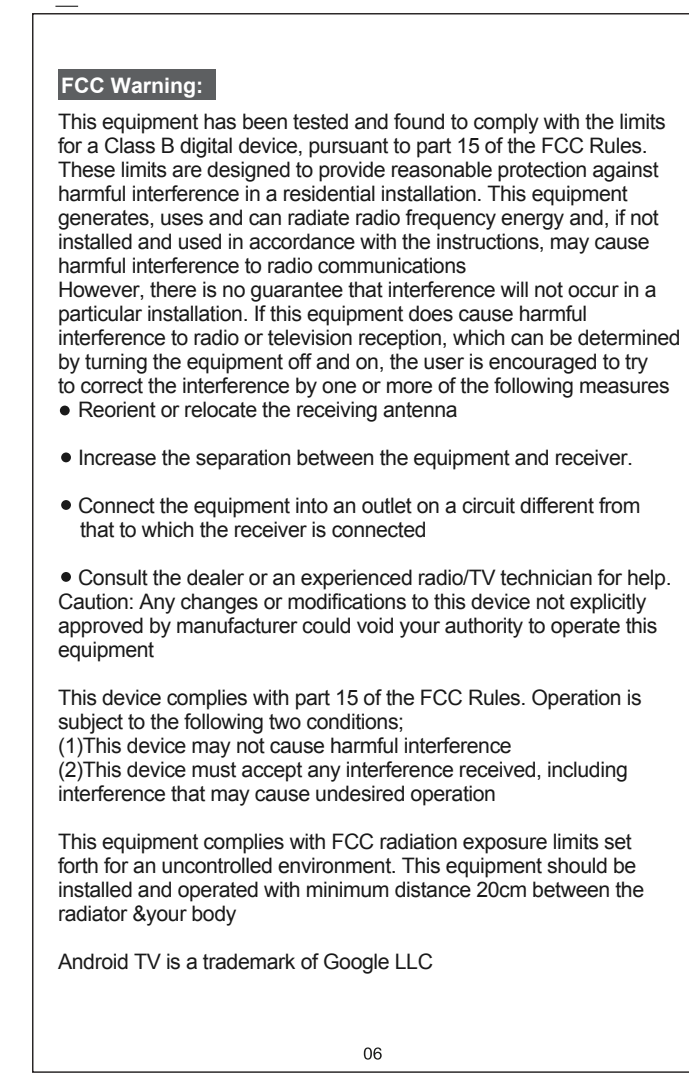 FCC Warning:
This equipment has been tested and found to comply with the limits
for a Class B digital device, pursuant to part 15 of the FCC Rules.
These limits are designed to provide reasonable protection against
harmful interference in a residential installation. This equipment
generates, uses and can radiate radio frequency energy and, if not
installed and used in accordance with the instructions, may cause
harmful interference to radio communications
However, there is no guarantee that interference will not occur in a
particular installation. If this equipment does cause harmful
interference to radio or television reception, which can be determined
by turning the equipment off and on, the user is encouraged to try
to correct the interference by one or more of the following measures
● Reorient or relocate the receiving antenna
● Increase the separation between the equipment and receiver.
● Connect the equipment into an outlet on a circuit different from
that to which the receiver is connected
● Consult the dealer or an experienced radio/TV technician for help.
Caution: Any changes or modifications to this device not explicitly
approved by manufacturer could void your authority to operate this
equipment
This device complies with part 15 of the FCC Rules. Operation is
subject to the following two conditions;
(1)This device may not cause harmful interference
(2)This device must accept any interference received, including
interference that may cause undesired operation
This equipment complies with FCC radiation exposure limits set
forth for an uncontrolled environment. This equipment should be
installed and operated with minimum distance 20cm between the
radiator &your body
Android TV is a trademark of Google LLC
06